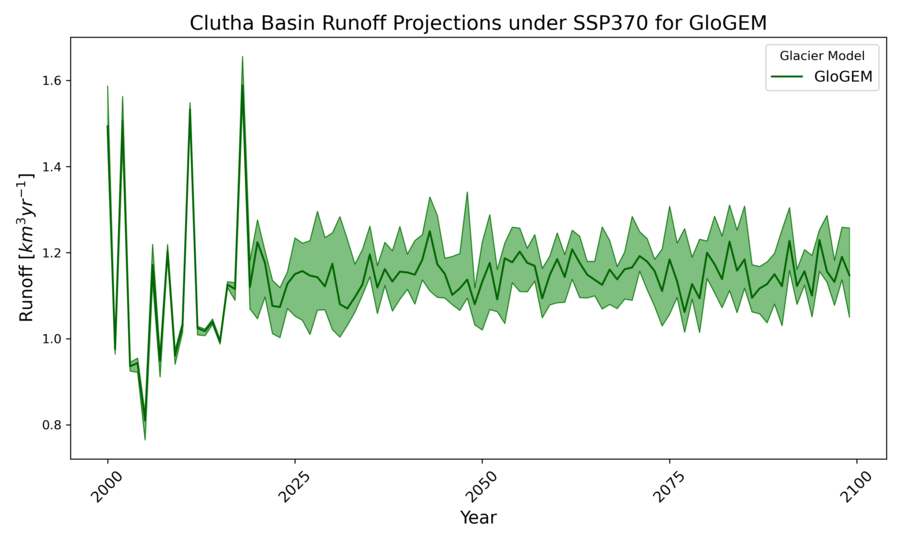 Clutha Basin Runoff Projections under SSP370 for GloGEM
Glacier Model
GloGEM
Runoff [km³yr⁻¹]
1.6
1.4
1.2
1.0
0.8
2000
2025
2050
2075
2100
Year